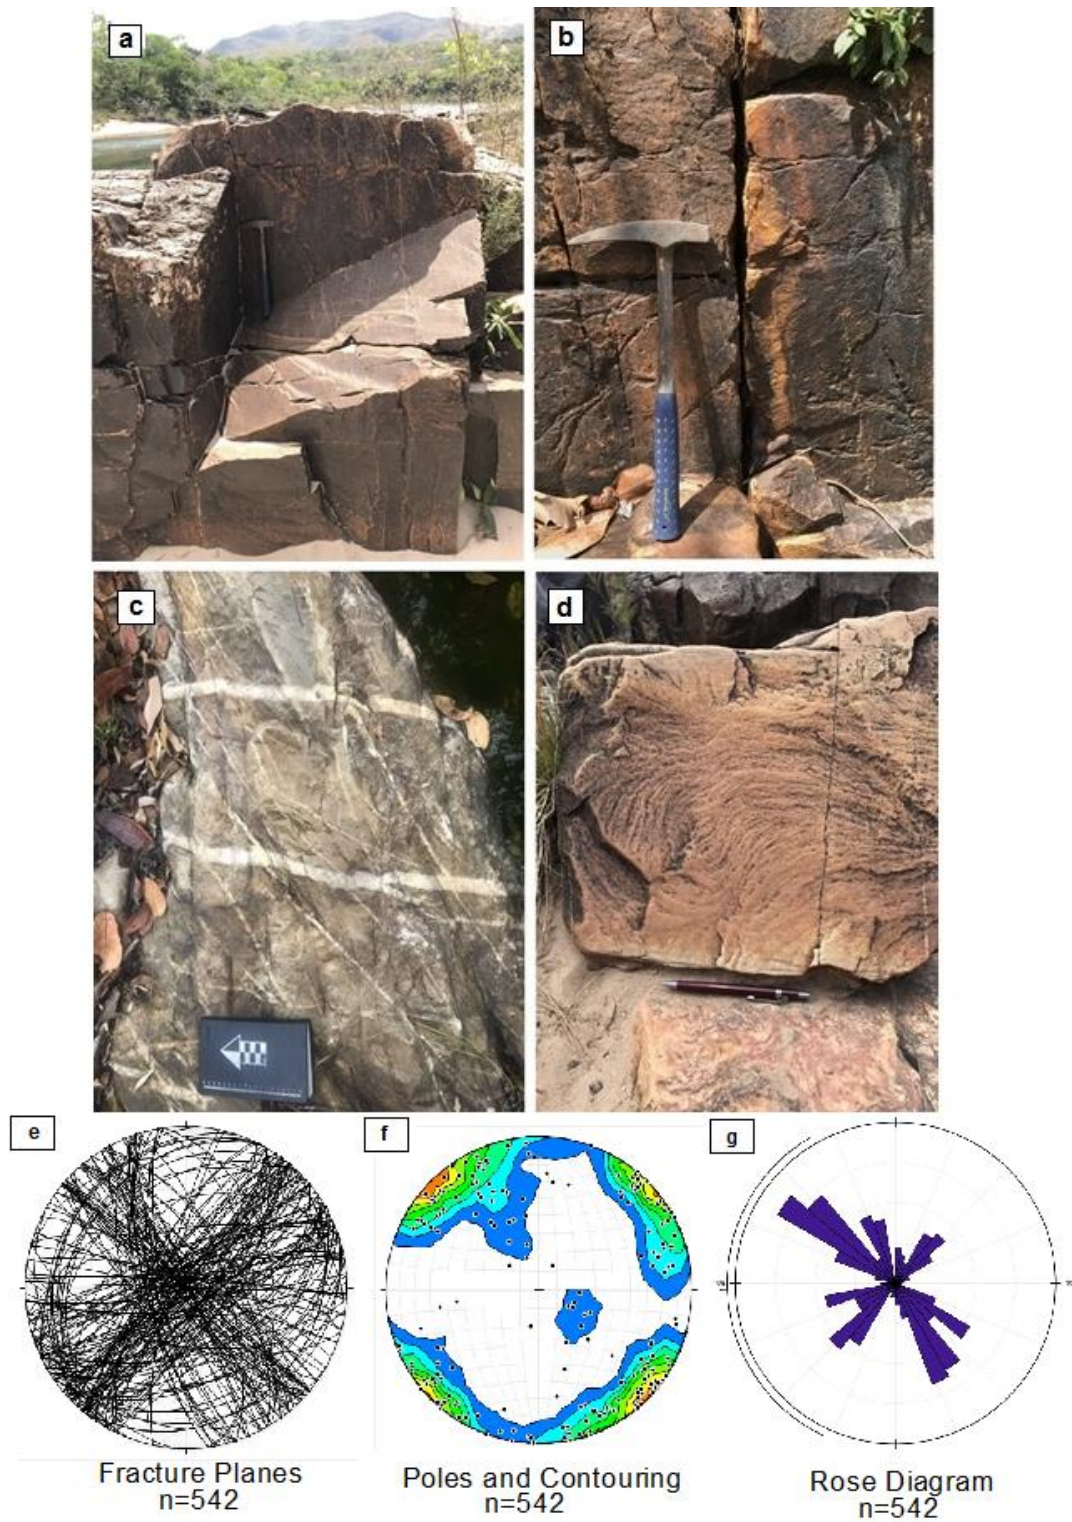 a
b
c
d
e
f
g
Fracture Planes
n=542
Poles and Contouring
n=542
Rose Diagram
n=542